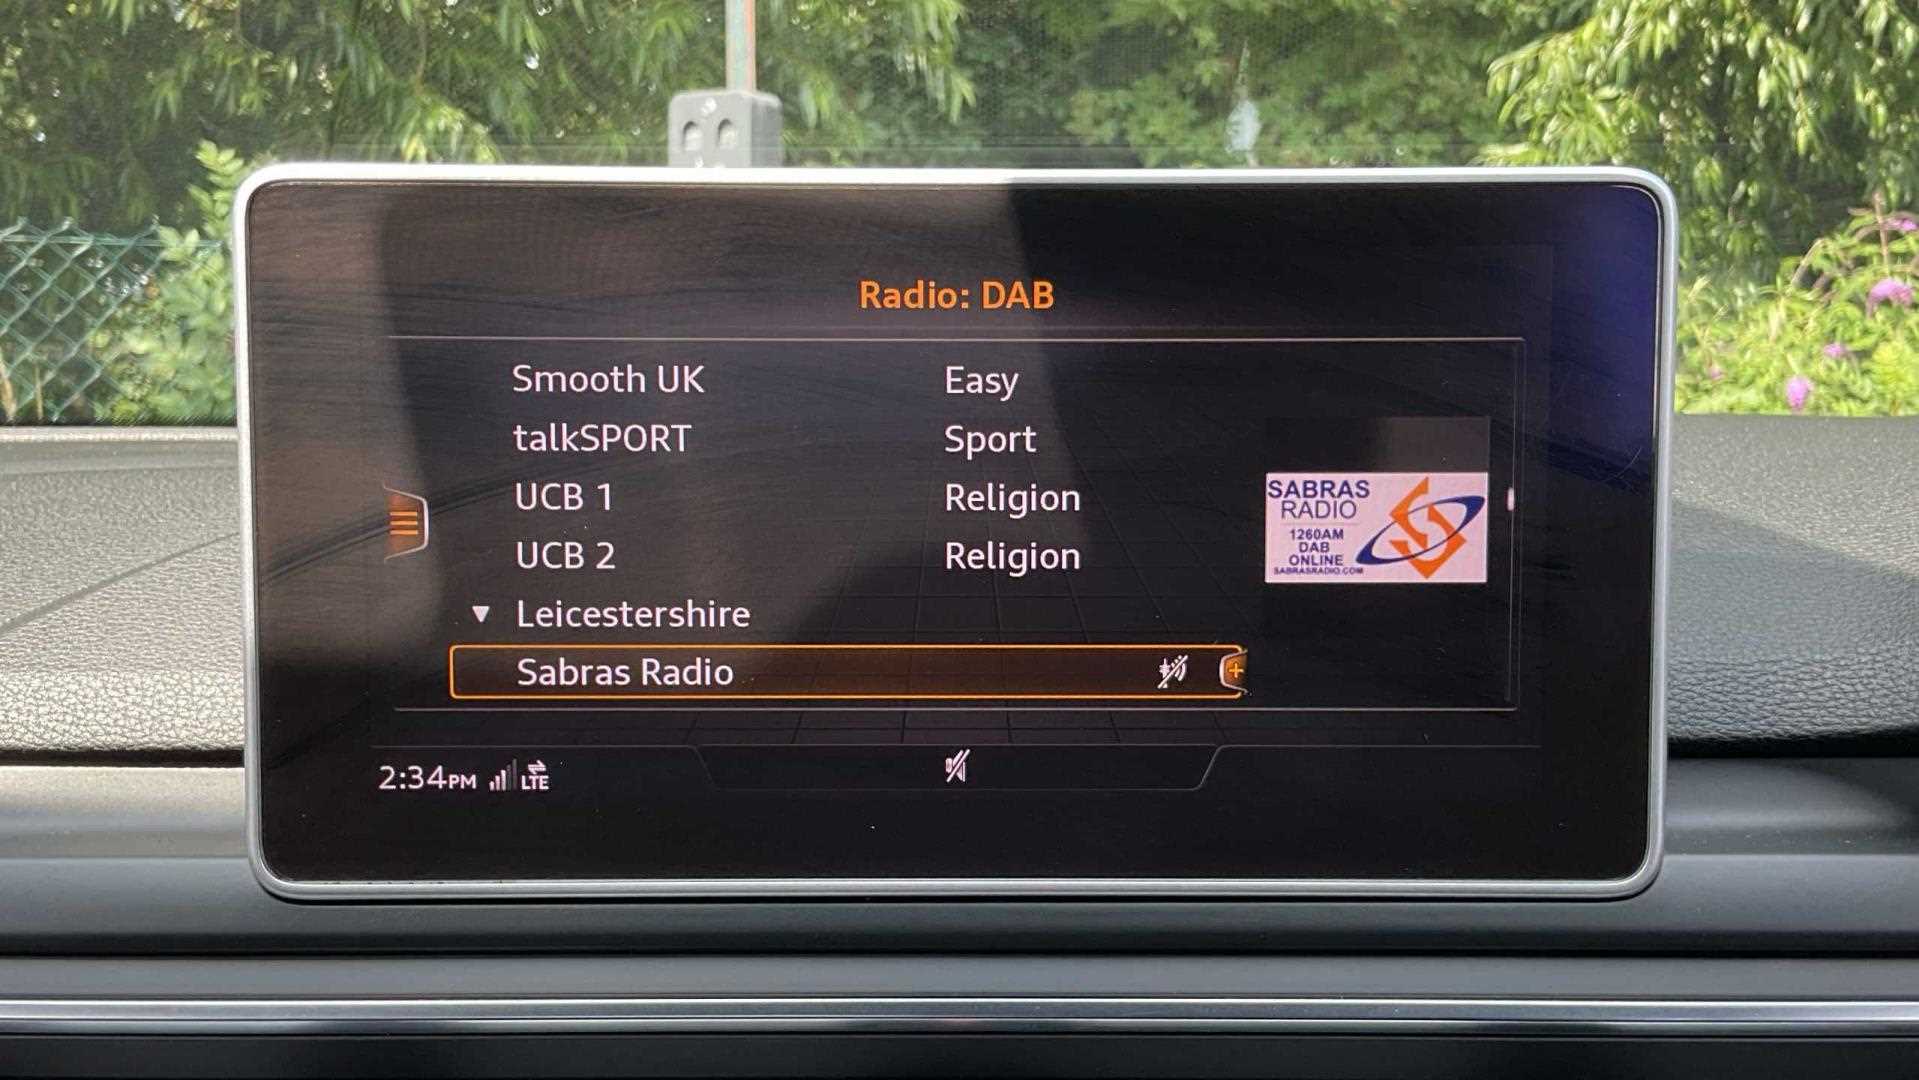 Radio: DAB
Smooth UK Easy
talkSPORT Sport
UCB 1 Religion
UCB 2 Religion
Leicestershire
Sabras Radio
SABRAS
RADIO
1260AM
DAB
ONLINE
SABRASRADIO.COM
2:34PM LTE